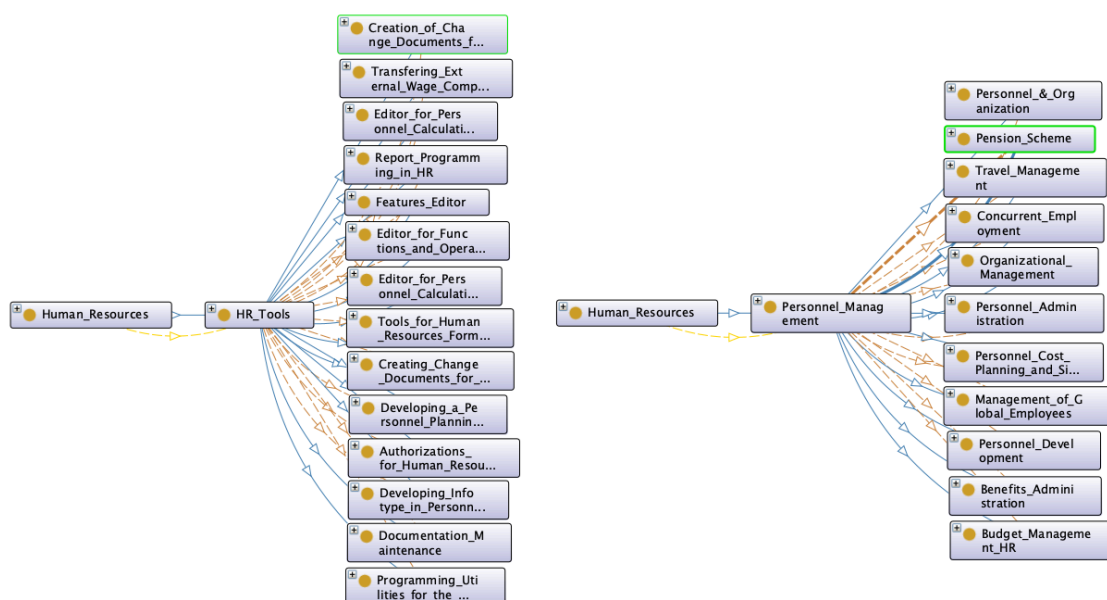 Creation_of_Cha
nge_Documents_f...
Transfering_Ext
ernal_Wage_Comp...
Editor_for_Pers
onnel_Calculati...
Report_Programm
ing_in_HR
Features_Editor
Editor_for_Func
tions_and_Opera...
Editor_for_Pers
onnel_Calculati...
Human_Resources
HR_Tools
Tools_for_Human
_Resources_Form...
Creating_Change
_Documents_for_...
Developing_a_Pe
rsonnel_Plannin...
Authorizations_
for_Human_Resou...
Developing_Info
type_in_Personn...
Documentation_M
aintenance
Programming_Uti
lities_for_the_...
Personnel_&_Org
anization
Pension_Scheme
Travel_Manageme
nt
Concurrent_Empl
oyment
Organizational_
Management
Human_Resources
Personnel_Manag
ement
Personnel_Admin
istration
Personnel_Cost_
Planning_and_Si...
Management_of_G
lobal_Employees
Personnel_Devel
opment
Benefits_Admini
stration
Budget_Manageme
nt_HR